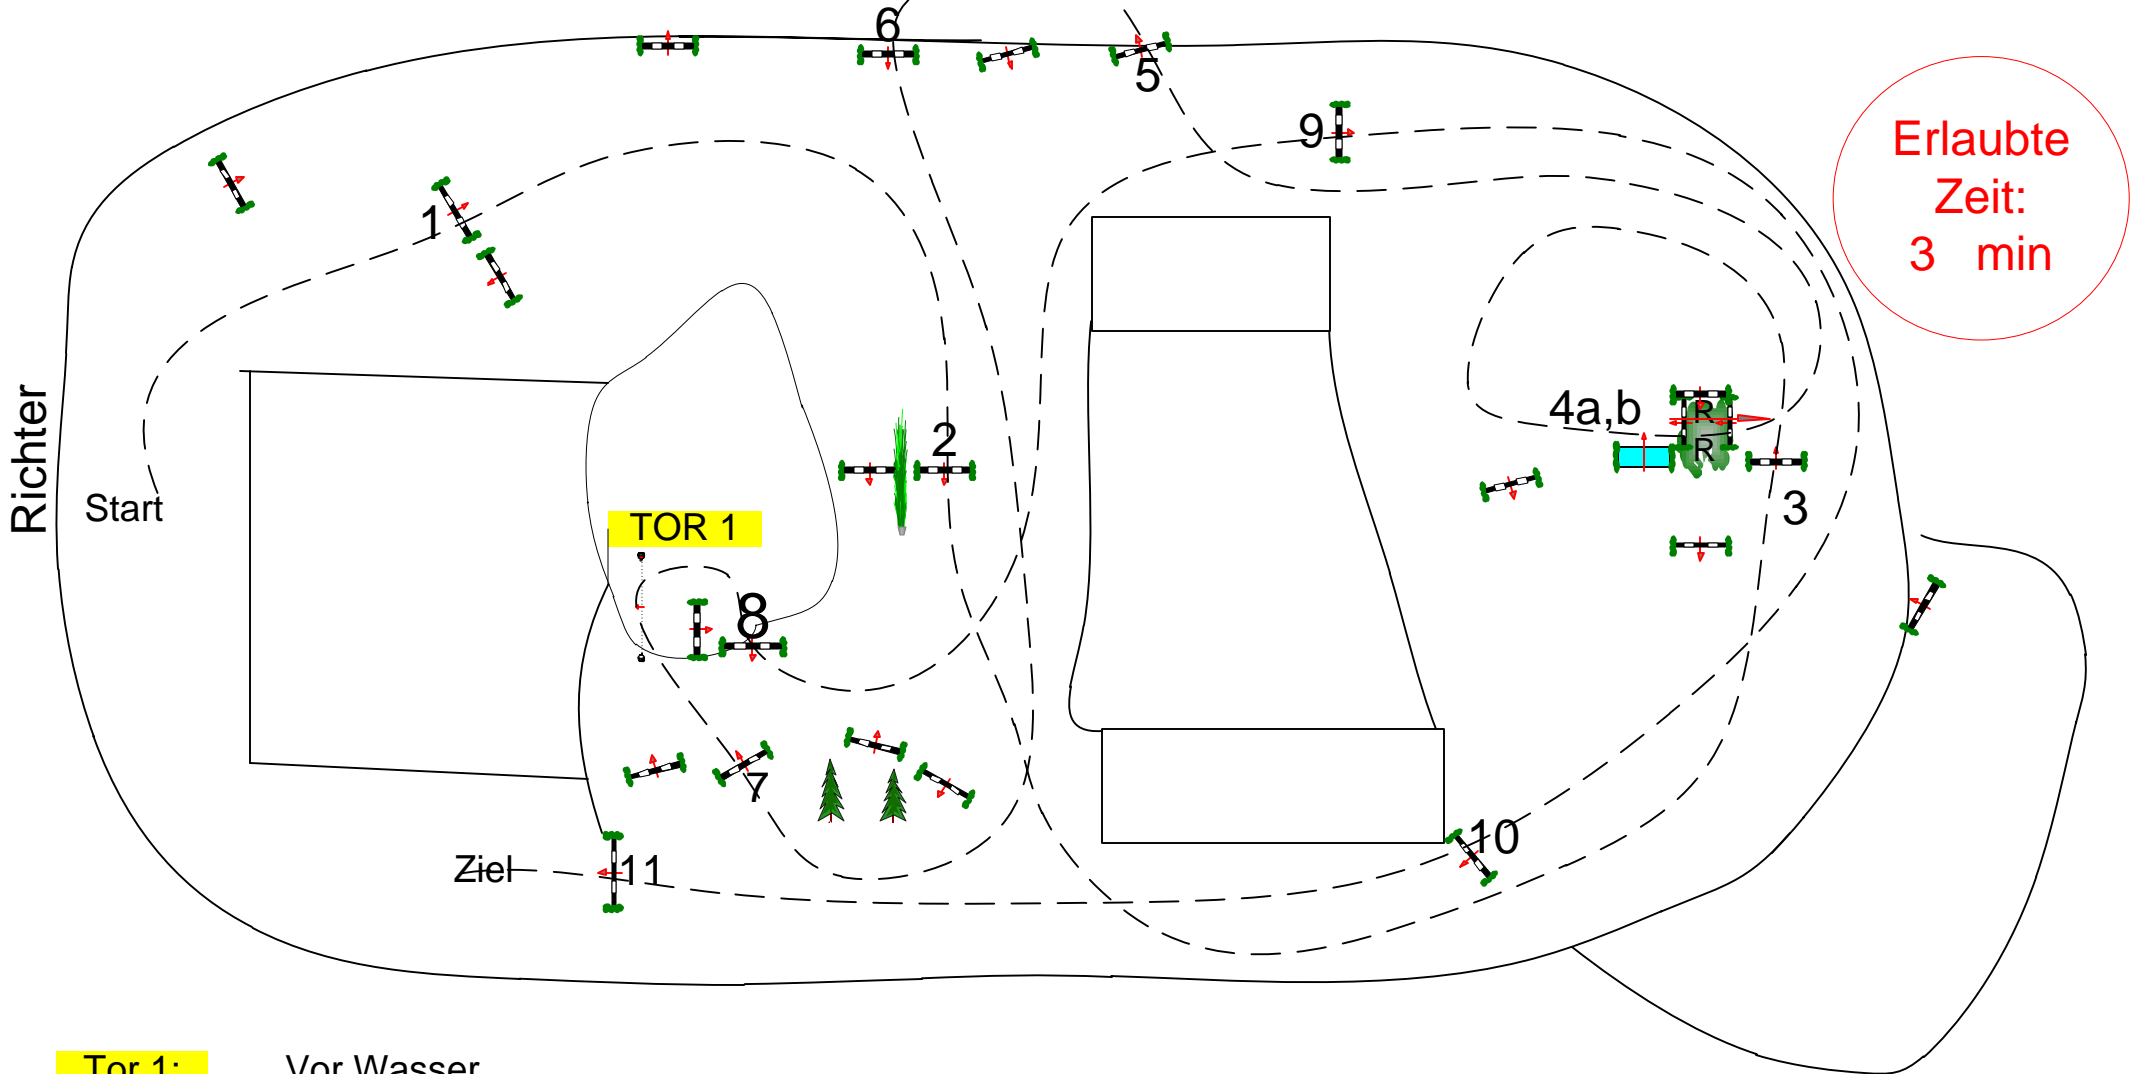 6
5
9
Erlaubte
Zeit:
3 min
1
4a,b
R
R
2
3
Richter
Start
TOR 1
8
7
10
Ziel
11
Tor 1:
Vor Wasser